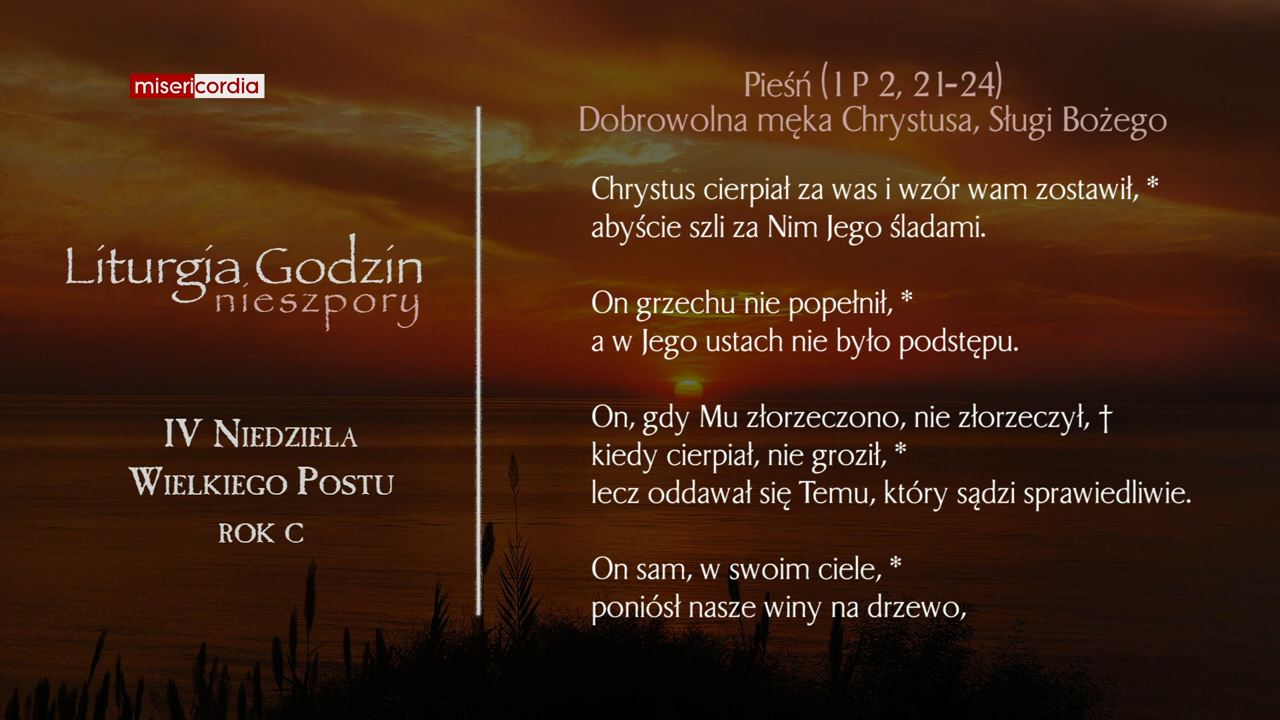 misericordia
Liturgia Godzin
nieszpory
IV Niedziela
Wielkiego Postu
rok C
Pieśń (1 P 2, 21-24)
Dobrowolna męka Chrystusa, Sługi Bożego
Chrystus cierpiał za was i wzór wam zostawił, *
abyście szli za Nim Jego śladami.
On grzechu nie popełnił, *
a w Jego ustach nie było podstępu.
On, gdy Mu złorzeczono, nie złorzeczył, †
kiedy cierpiał, nie groził, *
lecz oddawał się Temu, który sądzi sprawiedliwie.
On sam, w swoim ciele, *
poniósł nasze winy na drzewo,